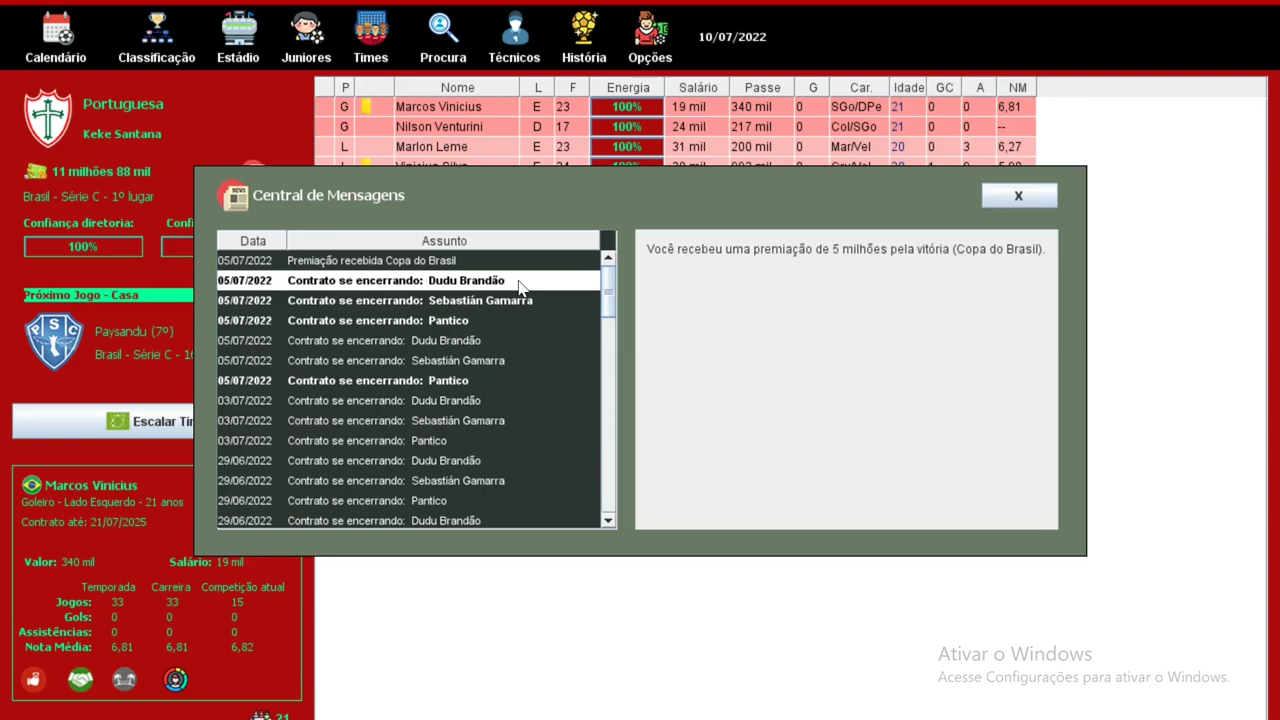 Calendário Classificação Estádio Juniores Times Procura Técnicos História Opções 10/07/2022
Portuguesa
Keke Santana
11 milhões 88 mil
Brasil - Série C - 1º lugar
Confiança diretoria:
100%
Próximo Jogo - Casa
Paysandu (7º)
Brasil - Série C -
Escalar
P Nome L F Energia Salário Passe G Car. Idade GC A NM
G Marcos Vinicius E 23 100% 19 mil 340 mil 0 SGo/DPe 21 0 0 6,81
G Nilson Venturini D 17 100% 24 mil 217 mil 0 Col/SGo 21 0 0 --
L Marlon Leme E 23 100% 31 mil 200 mil 0 Mar/Vel 20 0 3 6,27
Central de Mensagens
X
Data Assunto
05/07/2022 Premiação recebida Copa do Brasil
05/07/2022 Contrato se encerrando: Dudu Brandão
05/07/2022 Contrato se encerrando: Sebastián Gamarra
05/07/2022 Contrato se encerrando: Pantico
05/07/2022 Contrato se encerrando: Dudu Brandão
05/07/2022 Contrato se encerrando: Sebastián Gamarra
05/07/2022 Contrato se encerrando: Pantico
03/07/2022 Contrato se encerrando: Dudu Brandão
03/07/2022 Contrato se encerrando: Sebastián Gamarra
03/07/2022 Contrato se encerrando: Pantico
29/06/2022 Contrato se encerrando: Dudu Brandão
29/06/2022 Contrato se encerrando: Sebastián Gamarra
29/06/2022 Contrato se encerrando: Pantico
29/06/2022 Contrato se encerrando: Dudu Brandão
Você recebeu uma premiação de 5 milhões pela vitória (Copa do Brasil).
Marcos Vinicius
Goleiro - Lado Esquerdo - 21 anos
Contrato até: 21/07/2025
Valor: 340 mil Salário: 19 mil
Temporada Carreira Competição atual
Jogos: 33 33 15
Gols: 0 0 0
Assistências: 0 0 0
Nota Média: 6,81 6,81 6,82
21
Ativar o Windows
Acesse Configurações para ativar o Windows.